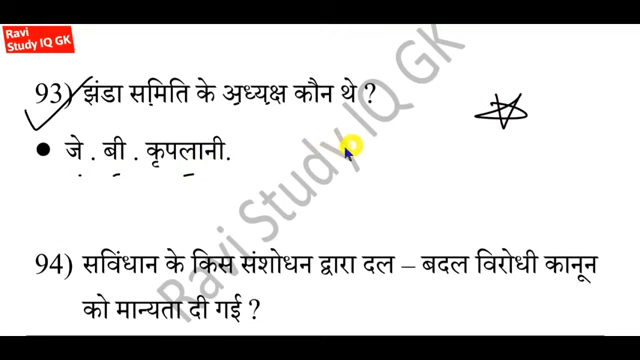 Ravi
Study IQ GK
93) झंडा समिति के अध्यक्ष कौन थे ?
● जे . बी . कृपलानी.
94) सविंधान के किस संशोधन द्वारा दल – बदल विरोधी कानून
को मान्यता दी गई ?
Ravi Study IQ GK